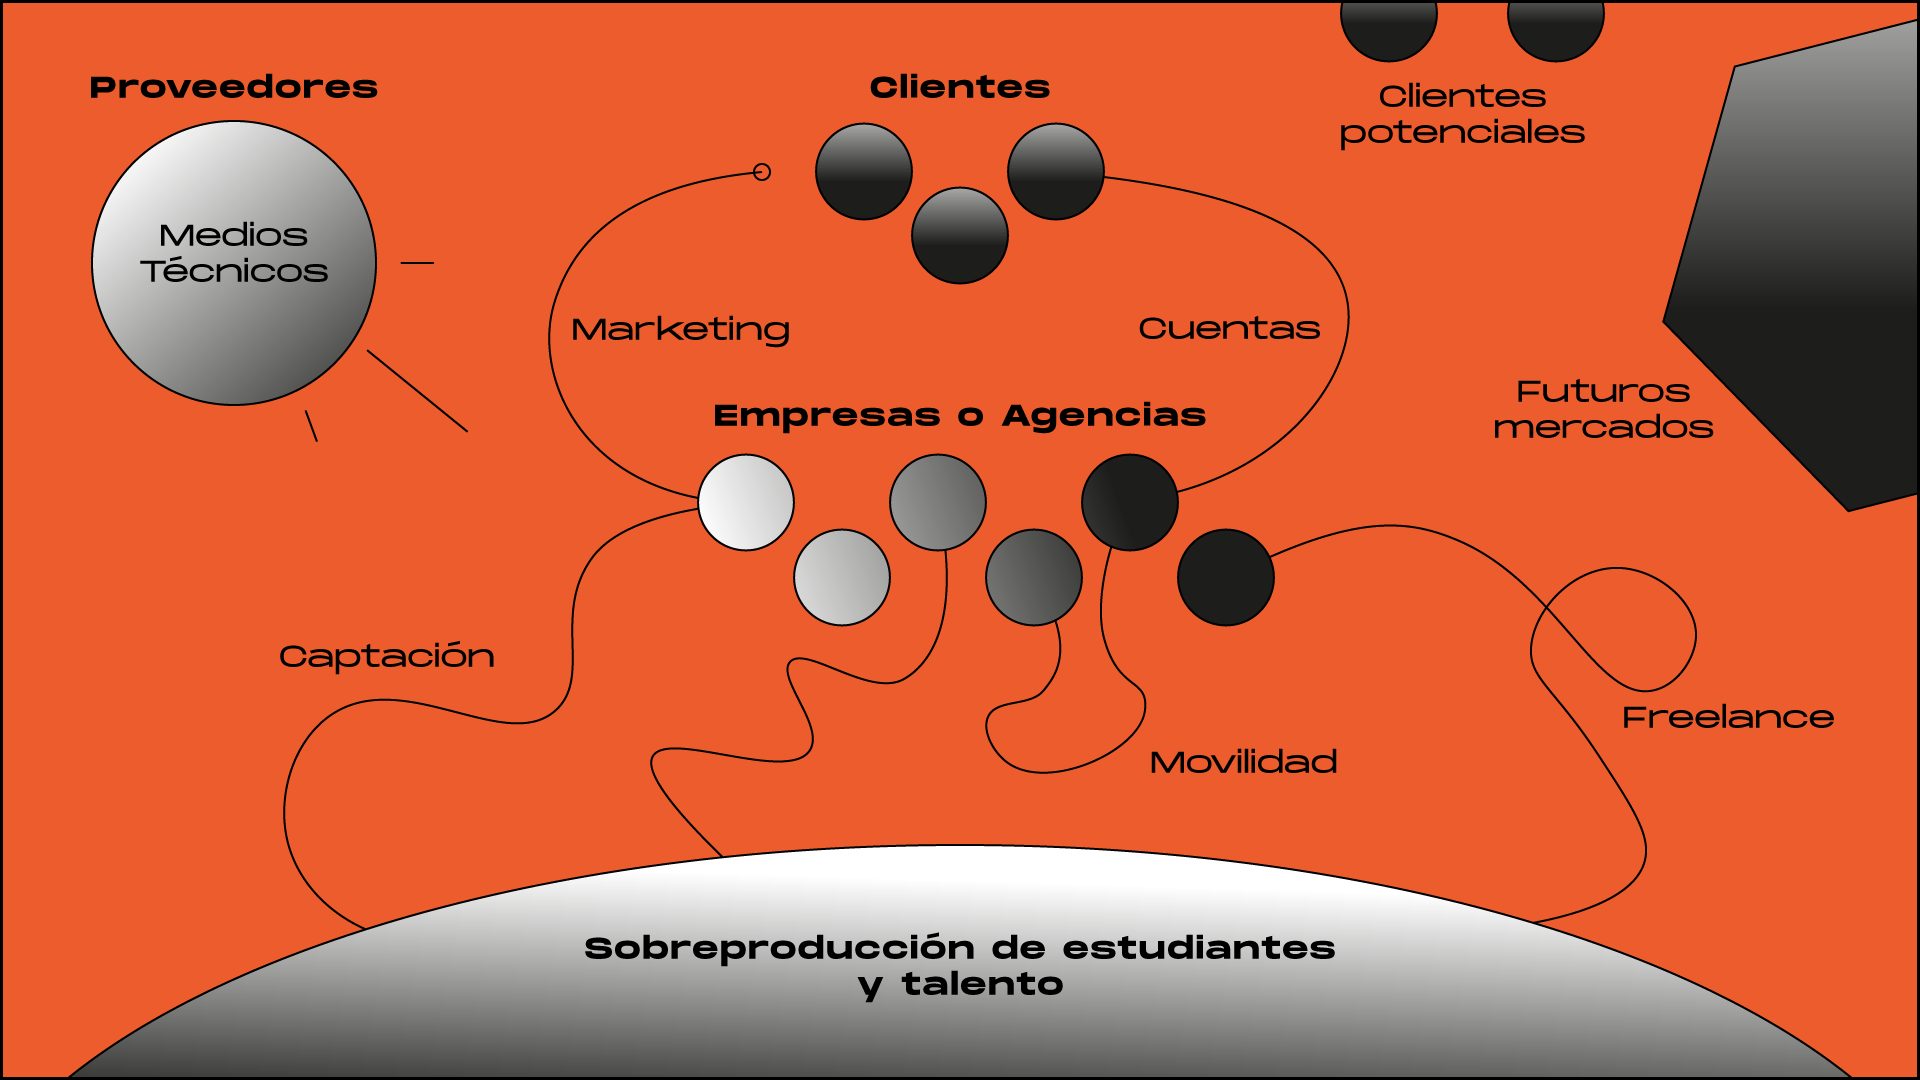 Proveedores
Clientes
Clientes
potenciales
Medios
Técnicos
Marketing
Cuentas
Futuros
mercados
Empresas o Agencias
Captación
Freelance
Movilidad
Sobreproducción de estudiantes
y talento